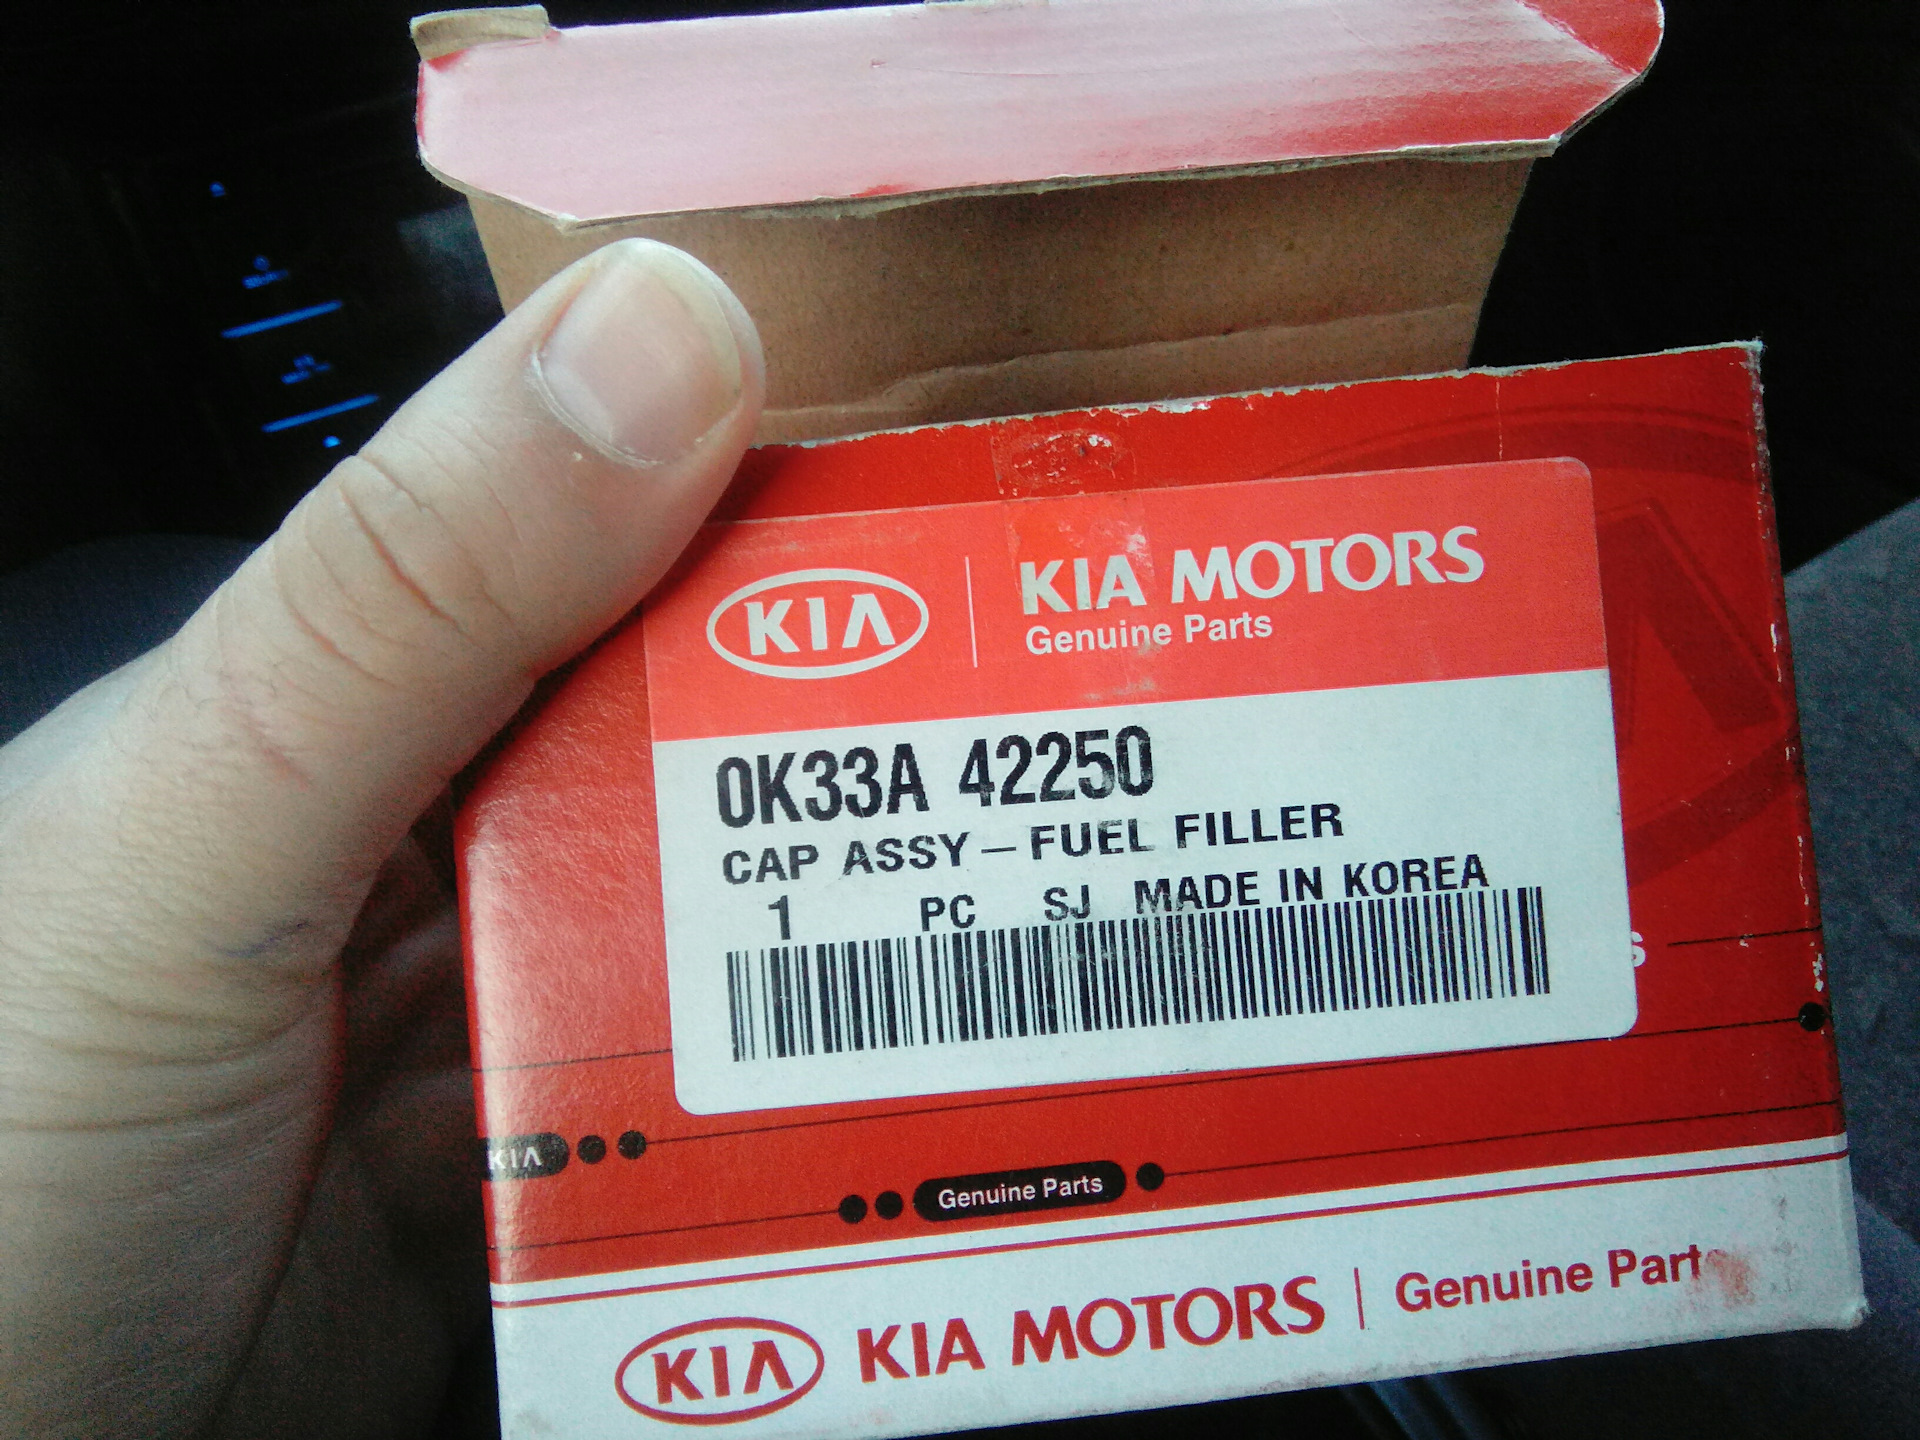 KIA
KIA MOTORS
Genuine Parts
0K33A 42250
CAP ASSY – FUEL FILLER
1 PC SJ MADE IN KOREA
KIA
Genuine Parts
KIA KIA MOTORS Genuine Parts